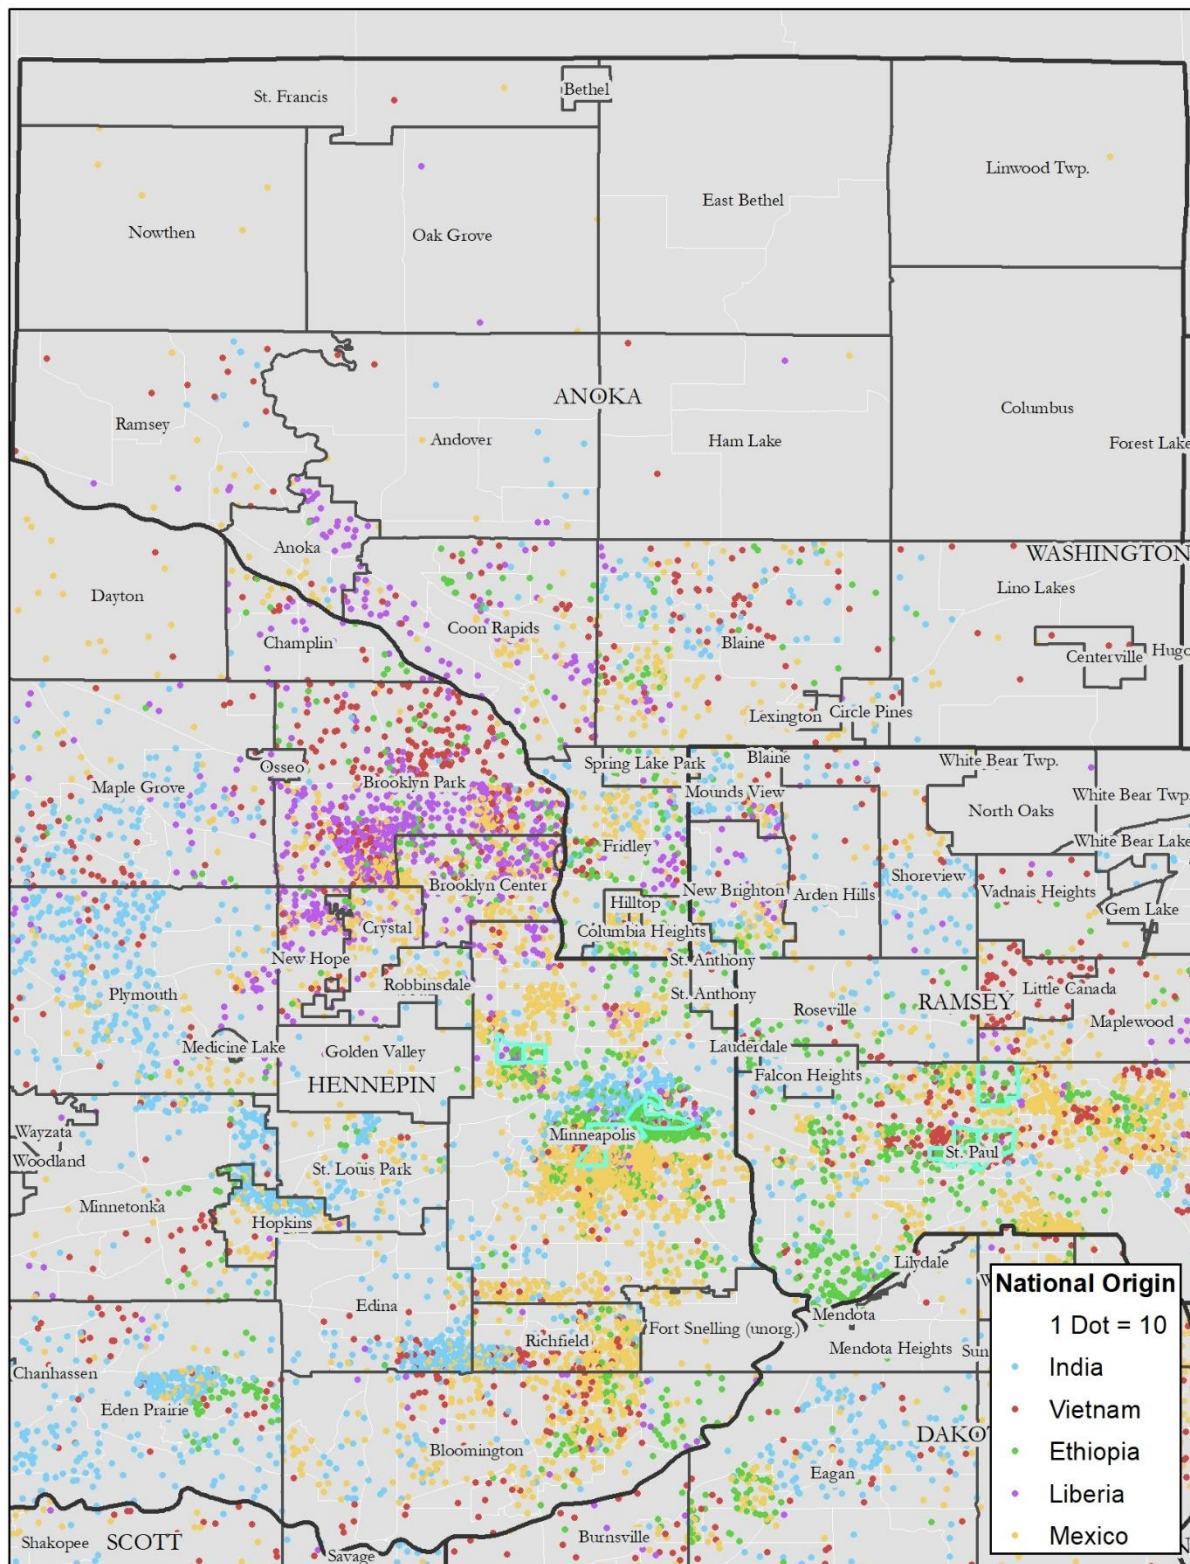 Bethel
St. Francis
Linwood Twp.
East Bethel
Nowthen
Oak Grove
ANOKA
Columbus
Ramsey
Andover
Ham Lake
Forest Lake
Anoka
WASHINGTON
Lino Lakes
Dayton
Coon Rapids
Champlin
Blaine
Centerville
Hugo
Lexington
Circle Pines
Osseo
Spring Lake Park
Blaine
White Bear Twp.
Maple Grove
Brooklyn Park
Mounds View
North Oaks
White Bear Twp.
Fridley
White Bear Lake
Brooklyn Center
New Brighton
Arden Hills
Shoreview
Vadnais Heights
Hilltop
Gem Lake
Crystal
Columbia Heights
New Hope
St. Anthony
Robbinsdale
Little Canada
Plymouth
St. Anthony
RAMSEY
Roseville
Maplewood
Medicine Lake
Golden Valley
Lauderdale
Falcon Heights
HENNEPIN
Wayzata
Minneapolis
St. Paul
Woodland
St. Louis Park
Minnetonka
Hopkins
Lilydale
Edina
Mendota
Fort Snelling (unorg.)
Richfield
Mendota Heights
Sun
W
National Origin
1 Dot = 10
India
Vietnam
Ethiopia
Liberia
Mexico
Chanhassen
Eden Prairie
DAKOT
Bloomington
Eagan
Burnsville
Shakopee
SCOTT
Savage
N